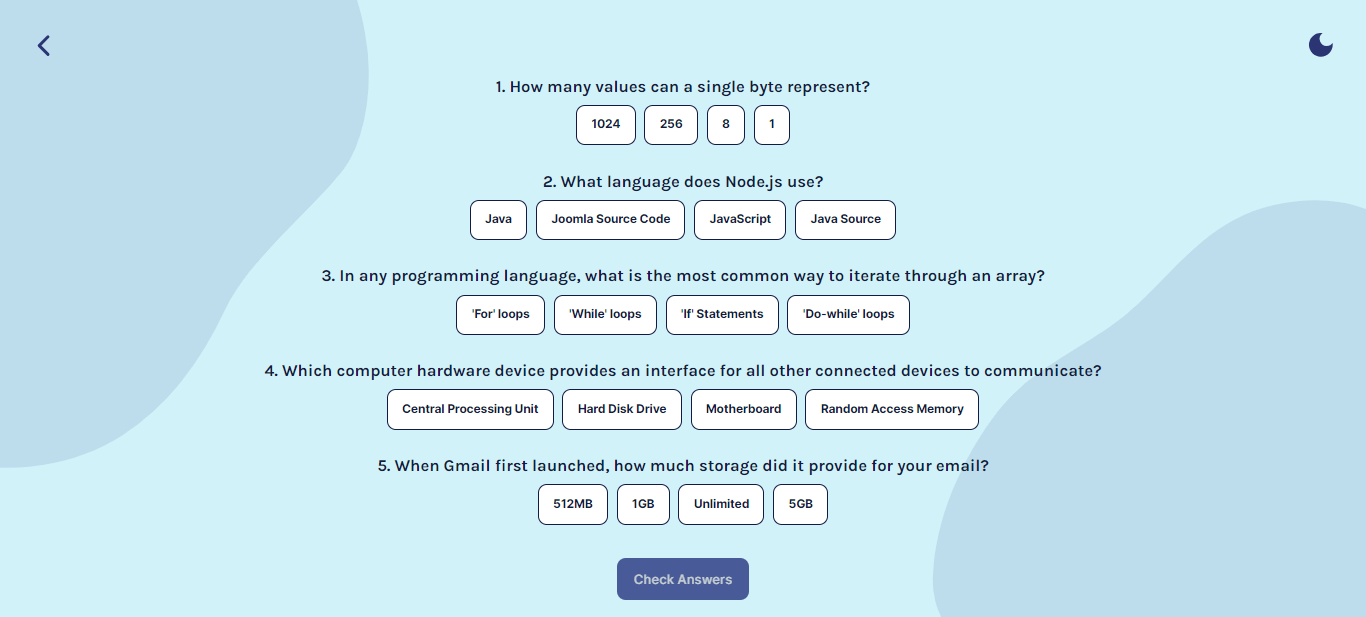 1. How many values can a single byte represent?
1024 256 8 1
2. What language does Node.js use?
Java Joomla Source Code JavaScript Java Source
3. In any programming language, what is the most common way to iterate through an array?
'For' loops 'While' loops 'If' Statements 'Do-while' loops
4. Which computer hardware device provides an interface for all other connected devices to communicate?
Central Processing Unit Hard Disk Drive Motherboard Random Access Memory
5. When Gmail first launched, how much storage did it provide for your email?
512MB 1GB Unlimited 5GB
Check Answers